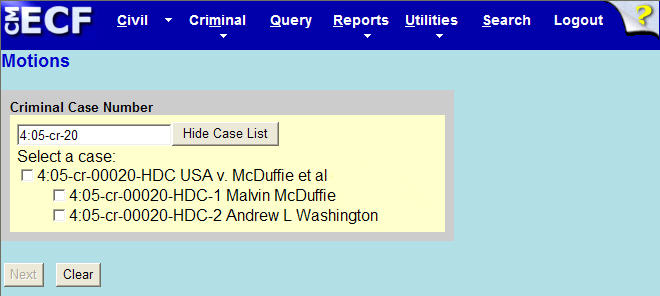 CM ECF Civil Criminal Query Reports Utilities Search Logout ?
Motions
Criminal Case Number
4:05-cr-20 Hide Case List
Select a case:
4:05-cr-00020-HDC USA v. McDuffie et al
4:05-cr-00020-HDC-1 Malvin McDuffie
4:05-cr-00020-HDC-2 Andrew L Washington
Next Clear